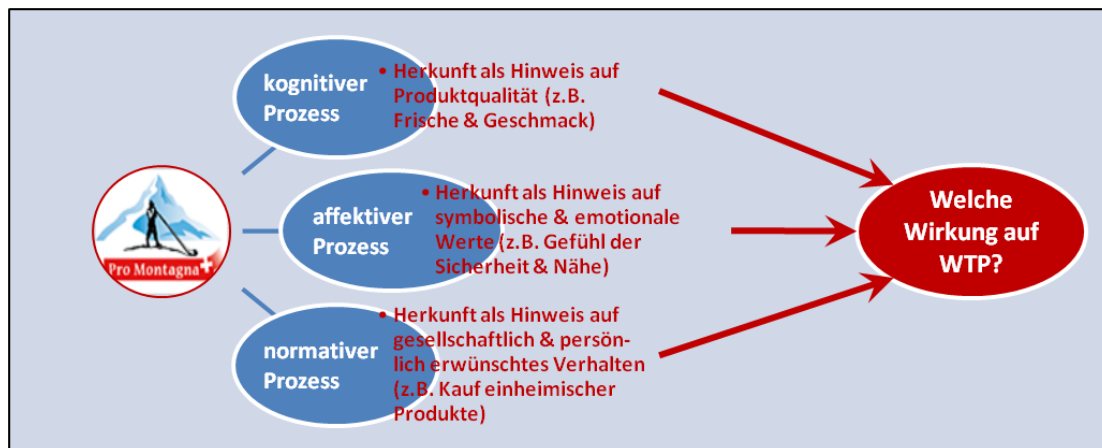 kognitiver
Prozess
• Herkunft als Hinweis auf
Produktqualität (z.B.
Frische & Geschmack)
Pro Montagna
affektiver
Prozess
• Herkunft als Hinweis auf
symbolische & emotionale
Werte (z.B. Gefühl der
Sicherheit & Nähe)
normativer
Prozess
• Herkunft als Hinweis auf
gesellschaftlich & persön-
lich erwünschtes Verhalten
(z.B. Kauf einheimischer
Produkte)
Welche
Wirkung auf
WTP?